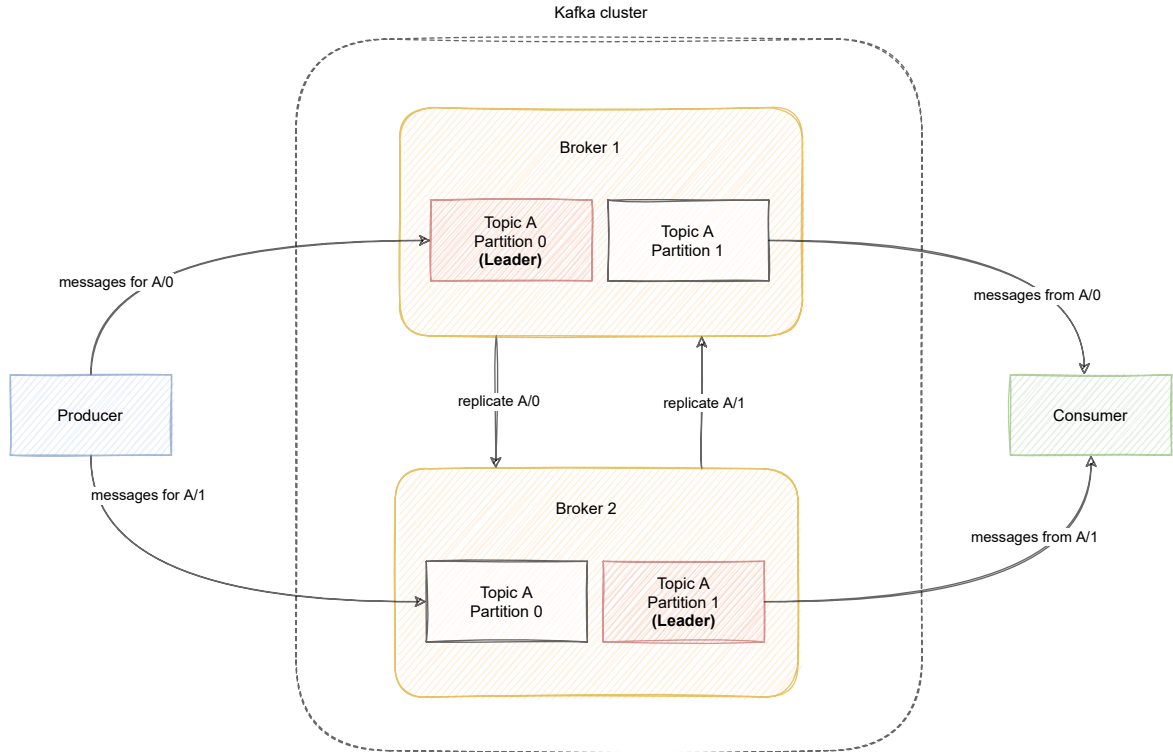 Kafka cluster
Broker 1
Topic A
Partition 0
(Leader)
Topic A
Partition 1
messages for A/0
messages from A/0
replicate A/0
replicate A/1
Producer
Consumer
messages for A/1
Broker 2
messages from A/1
Topic A
Partition 0
Topic A
Partition 1
(Leader)